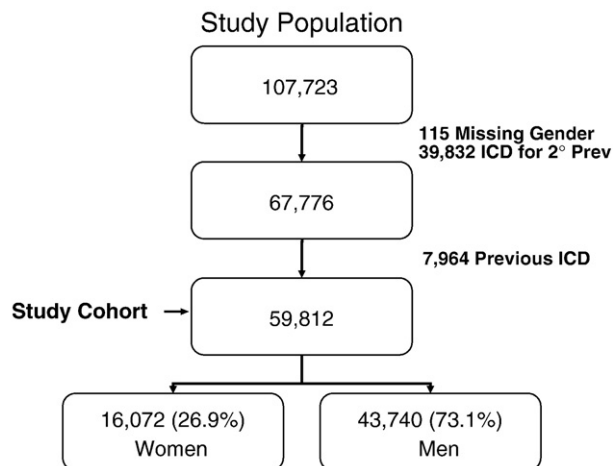 Study Population
107,723
115 Missing Gender
39,832 ICD for 2° Prev
67,776
7,964 Previous ICD
Study Cohort
59,812
16,072 (26.9%)
Women
43,740 (73.1%)
Men